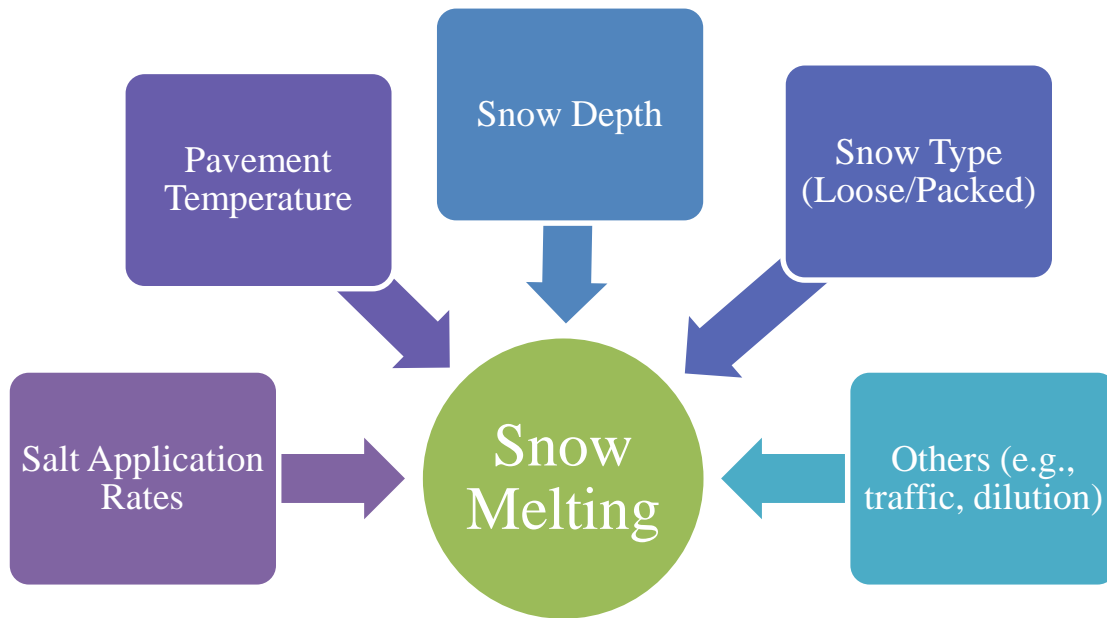 Salt Application
Rates
Pavement
Temperature
Snow Depth
Snow Type
(Loose/Packed)
Others (e.g.,
traffic, dilution)
Snow
Melting